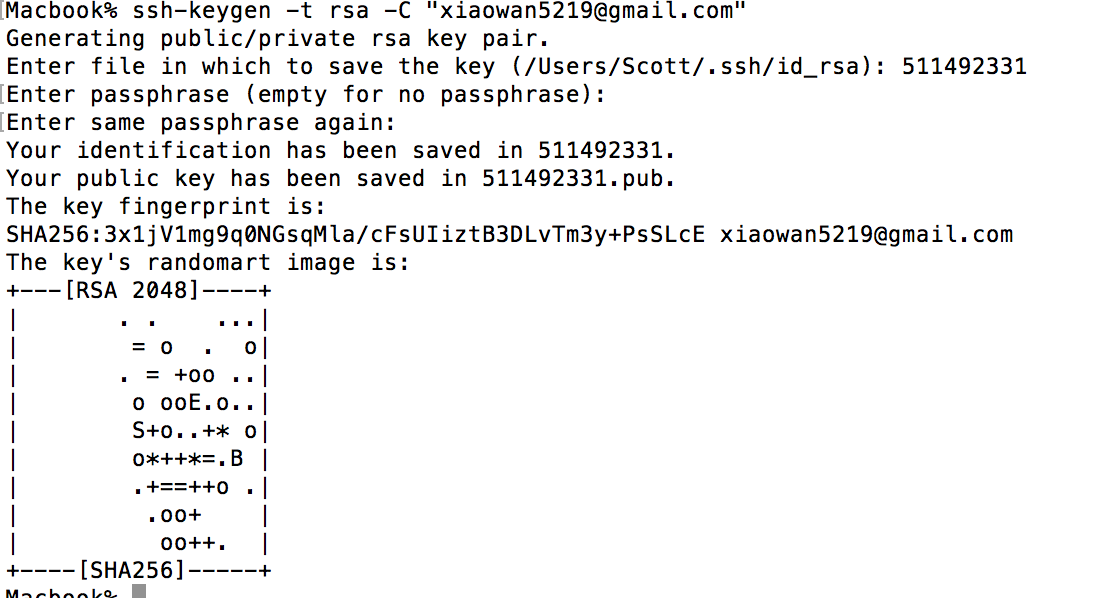 Macbook% ssh-keygen -t rsa -C "xiaowan5219@gmail.com"
Generating public/private rsa key pair.
Enter file in which to save the key (/Users/Scott/.ssh/id_rsa): 511492331
Enter passphrase (empty for no passphrase):
Enter same passphrase again:
Your identification has been saved in 511492331.
Your public key has been saved in 511492331.pub.
The key fingerprint is:
SHA256:3x1jV1mg9q0NGsqMla/cFsUIiztB3DLvTm3y+PsSLcE xiaowan5219@gmail.com
The key's randomart image is:
+---[RSA 2048]----+
|       . .    ...|
|        = o  .  o|
|       . = +oo ..|
|        o ooE.o..|
|        S+o..+* o|
|        o*++*=.B |
|        .+==++o .|
|         .oo+    |
|          oo++.  |
+----[SHA256]-----+
Macbook%